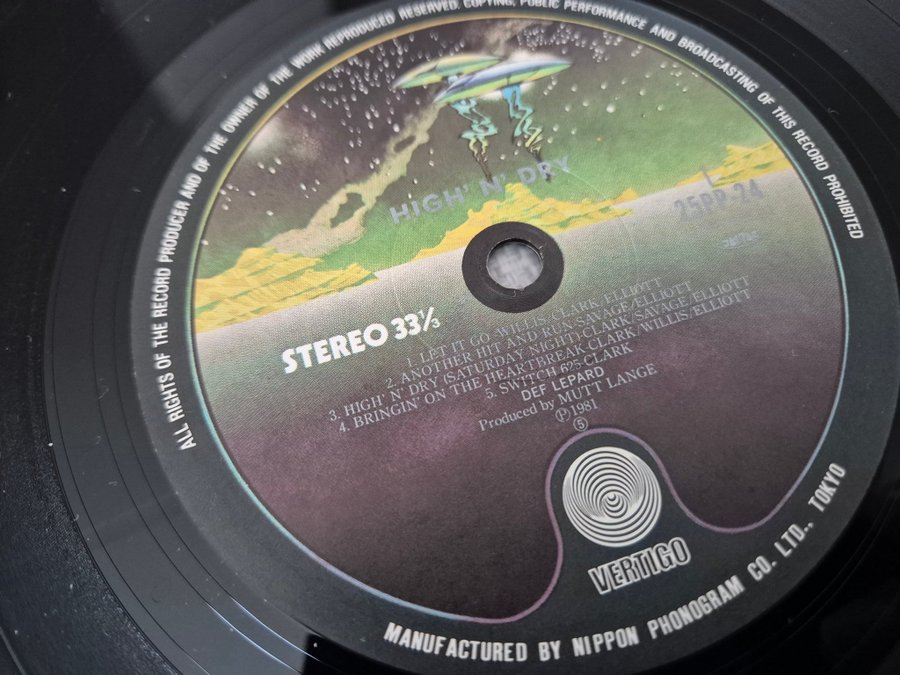 ALL RIGHTS OF THE RECORD PRODUCER AND OF THE OWNER OF THE WORK REPRODUCED RESERVED. COPYING, PUBLIC PERFORMANCE AND BROADCASTING OF THIS RECORD PROHIBITED
HIGH' N' DRY
1
25PP-24
STEREO 33⅓
1. LET IT GO-WILLIS/CLARK/ELLIOTT
2. ANOTHER HIT AND RUN-SAVAGE/ELLIOTT
3. HIGH' N' DRY (SATURDAY NIGHT) CLARK/SAVAGE/ELLIOTT
4. BRINGIN' ON THE HEARTBREAK CLARK/WILLIS/ELLIOTT
5. SWITCH 625-CLARK
DEF LEPARD
Produced by MUTT LANGE
Ⓟ1981
⑤
VERTIGO
MANUFACTURED BY NIPPON PHONOGRAM CO. LTD., TOKYO